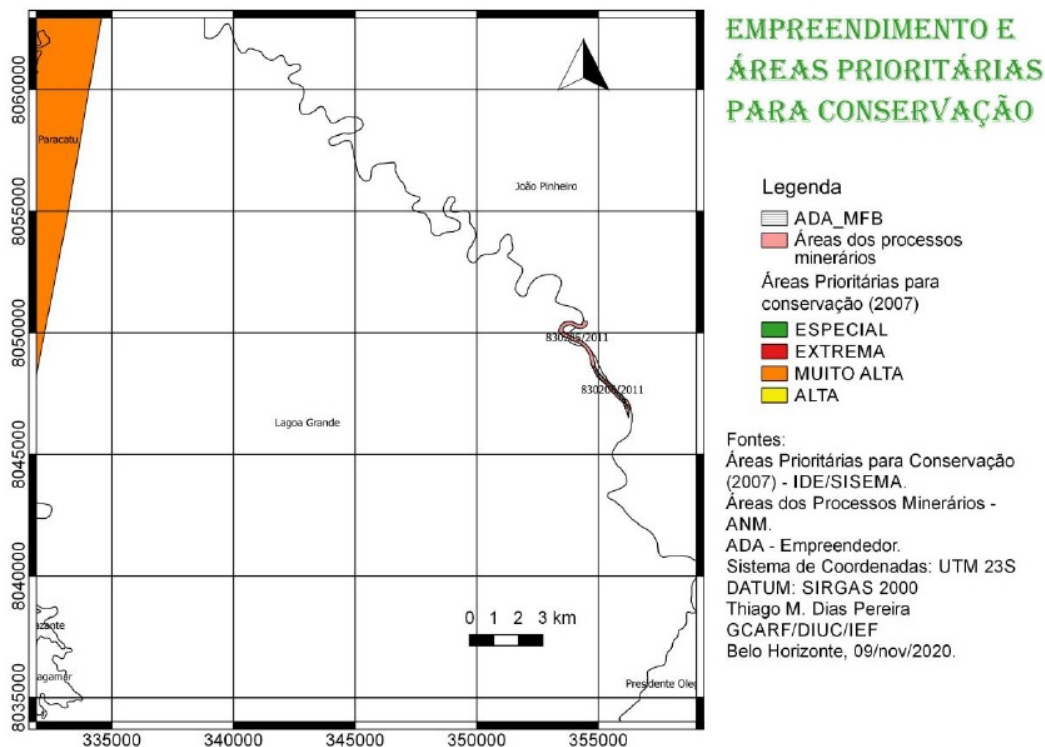 EMPREENDIMENTO E
ÁREAS PRIORITÁRIAS
PARA CONSERVAÇÃO
Legenda
ADA_MFB
Áreas dos processos
minerários
Áreas Prioritárias para
conservação (2007)
ESPECIAL
EXTREMA
MUITO ALTA
ALTA
Fontes:
Áreas Prioritárias para Conservação
(2007) - IDE/SISEMA.
Áreas dos Processos Minerários -
ANM.
ADA - Empreendedor.
Sistema de Coordenadas: UTM 23S
DATUM: SIRGAS 2000
Thiago M. Dias Pereira
GCARF/DIUC/IEF
Belo Horizonte, 09/nov/2020.
8060000
8055000
8050000
8045000
8040000
8035000
Paracatu
João Pinheiro
Lagoa Grande
zante
agamar
Presidente Oleg
0 1 2 3 km
335000 340000 345000 350000 355000